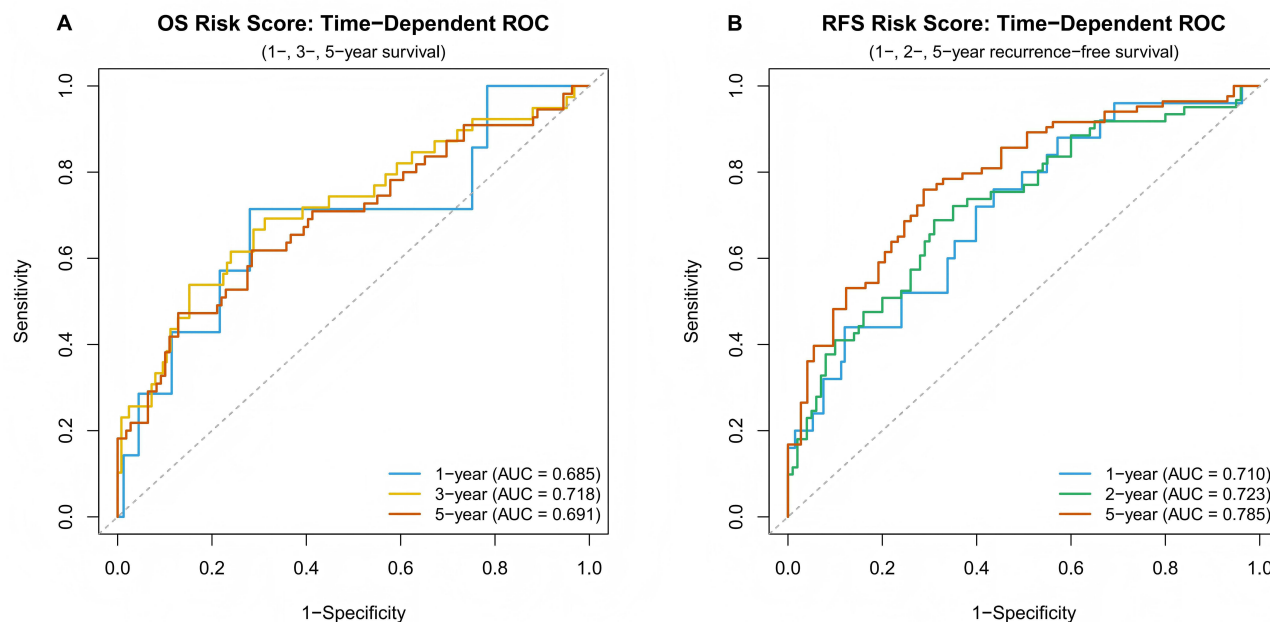 A
OS Risk Score: Time−Dependent ROC
(1−, 3−, 5−year survival)
Sensitivity
1.0
0.8
0.6
0.4
0.2
0.0
1−year (AUC = 0.685)
3−year (AUC = 0.718)
5−year (AUC = 0.691)
0.0 0.2 0.4 0.6 0.8 1.0
1−Specificity
B
RFS Risk Score: Time−Dependent ROC
(1−, 2−, 5−year recurrence−free survival)
Sensitivity
1.0
0.8
0.6
0.4
0.2
0.0
1−year (AUC = 0.710)
2−year (AUC = 0.723)
5−year (AUC = 0.785)
0.0 0.2 0.4 0.6 0.8 1.0
1−Specificity